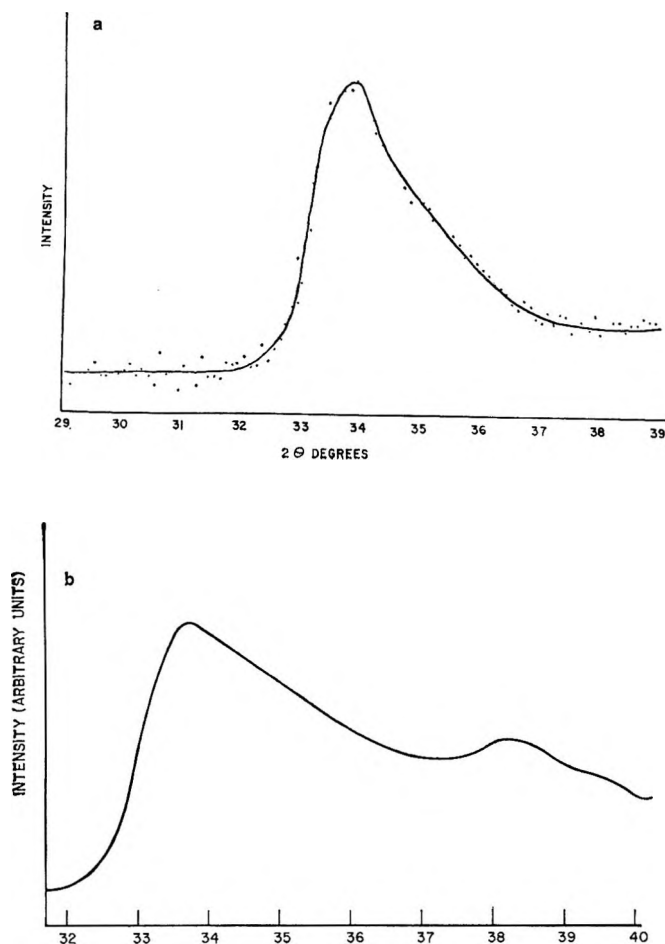 a
INTENSITY
29. 30 31 32 33 34 35 36 37 38 39
2 Θ DEGREES
b
INTENSITY (ARBITRARY UNITS)
32 33 34 35 36 37 38 39 40